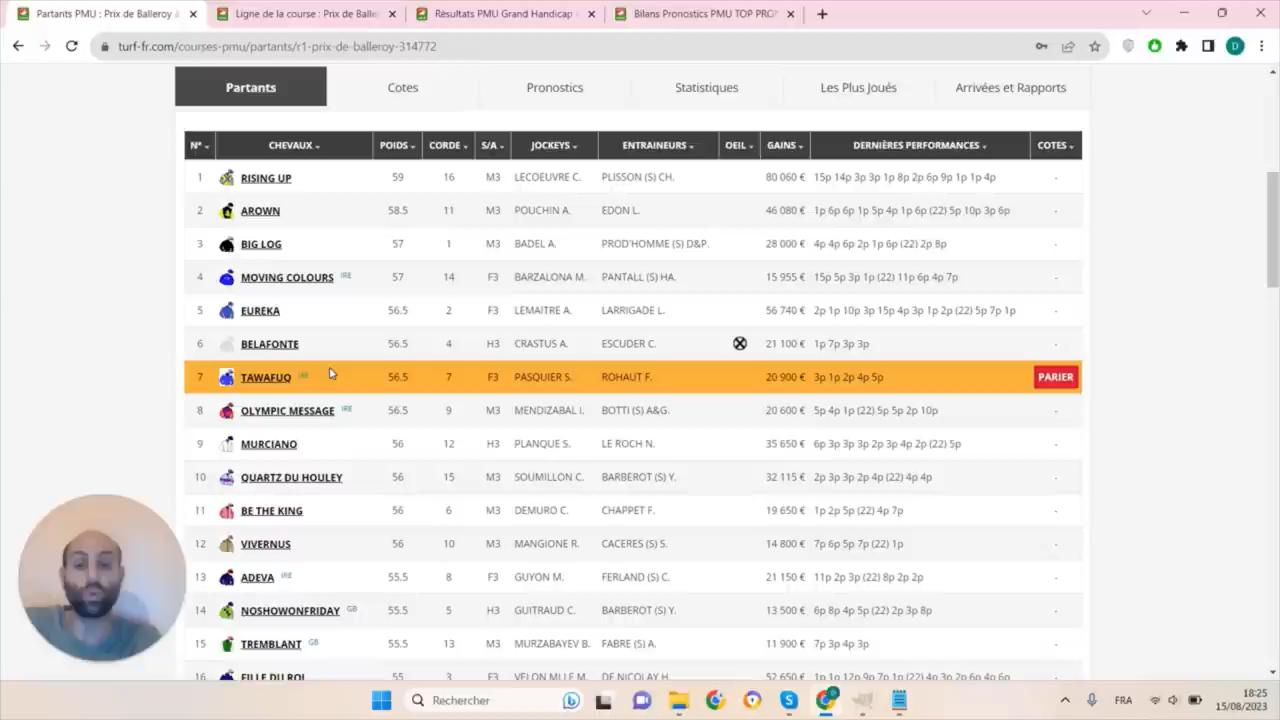 Partants PMU : Prix de Balleroy à
Ligne de la course : Prix de Balle
Résultats PMU Grand Handicap
Bilans Pronostics PMU TOP PRO
turf-fr.com/courses-pmu/partants/r1-prix-de-balleroy-314772
D
Partants Cotes Pronostics Statistiques Les Plus Joués Arrivées et Rapports
N° CHEVAUX POIDS CORDE S/A JOCKEYS ENTRAINEURS OEIL GAINS DERNIÈRES PERFORMANCES COTES
1 RISING UP 59 16 M3 LECOEUVRE C. PLISSON (S) CH. 80 060 € 15p 14p 3p 3p 1p 8p 2p 6p 9p 1p 1p 4p -
2 AROWN 58.5 11 M3 POUCHIN A. EDON L. 46 080 € 1p 6p 6p 1p 5p 4p 1p 6p (22) 5p 10p 3p 6p -
3 BIG LOG 57 1 M3 BADEL A. PROD'HOMME (S) D&P. 28 000 € 4p 4p 6p 2p 1p 6p (22) 2p 8p -
4 MOVING COLOURS IRE 57 14 F3 BARZALONA M. PANTALL (S) HA. 15 955 € 15p 5p 3p 1p (22) 11p 6p 4p 7p -
5 EUREKA 56.5 2 F3 LEMAITRE A. LARRIGADE L. 56 740 € 2p 1p 10p 3p 15p 4p 3p 1p 2p (22) 5p 7p 1p -
6 BELAFONTE 56.5 4 H3 CRASTUS A. ESCUDER C. 21 100 € 1p 7p 3p 3p -
7 TAWAFUQ IRE 56.5 7 F3 PASQUIER S. ROHAUT F. 20 900 € 3p 1p 2p 4p 5p PARIER
8 OLYMPIC MESSAGE IRE 56.5 9 M3 MENDIZABAL I. BOTTI (S) A&G. 20 600 € 5p 4p 1p (22) 5p 5p 2p 10p -
9 MURCIANO 56 12 H3 PLANQUE S. LE ROCH N. 35 650 € 6p 3p 3p 3p 2p 3p 4p 2p (22) 5p -
10 QUARTZ DU HOULEY 56 15 M3 SOUMILLON C. BARBEROT (S) Y. 32 115 € 2p 3p 3p 2p 4p (22) 4p 4p -
11 BE THE KING 56 6 M3 DEMURO C. CHAPPET F. 19 650 € 1p 2p 5p (22) 4p 7p -
12 VIVERNUS 56 10 M3 MANGIONE R. CACERES (S) S. 14 800 € 7p 6p 5p 7p (22) 1p -
13 ADEVA IRE 55.5 8 F3 GUYON M. FERLAND (S) C. 21 150 € 11p 2p 3p (22) 8p 2p 2p -
14 NOSHOWONFRIDAY GB 55.5 5 H3 GUITRAUD C. BARBEROT (S) Y. 13 500 € 6p 8p 4p 5p (22) 2p 3p 8p -
15 TREMBLANT GB 55.5 13 M3 MURZABAYEV B. FABRE (S) A. 11 900 € 7p 3p 4p 3p -
16 FILLE DU ROI 55 3 F3 VELON MLLE M. DE NICOLAY H. 52 650 €
Rechercher
FRA
18:25
15/08/2023